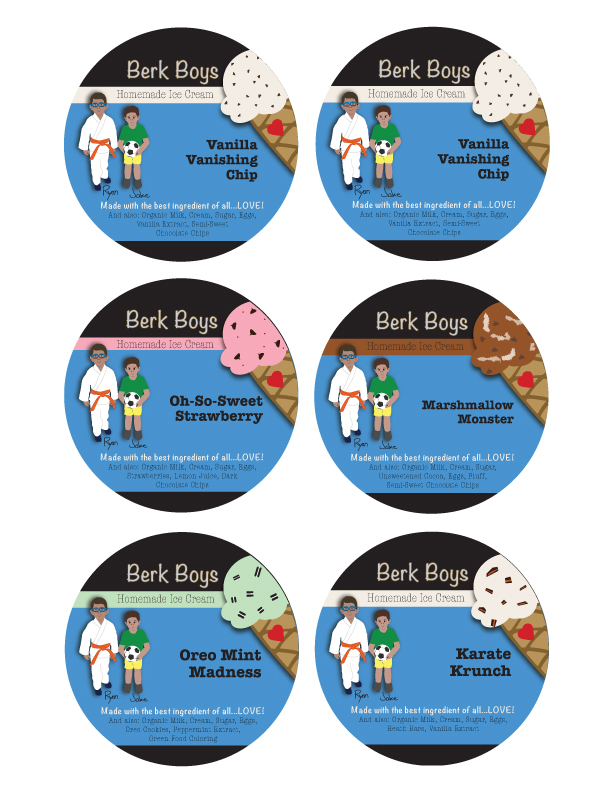 Berk Boys
Homemade Ice Cream
Vanilla
Vanishing
Chip
Ryan Jake
Made with the best ingredient of all...LOVE!
And also: Organic Milk, Cream, Sugar, Eggs,
Vanilla Extract, Semi-Sweet
Chocolate Chips
Berk Boys
Homemade Ice Cream
Vanilla
Vanishing
Chip
Ryan Jake
Made with the best ingredient of all...LOVE!
And also: Organic Milk, Cream, Sugar, Eggs,
Vanilla Extract, Semi-Sweet
Chocolate Chips
Berk Boys
Homemade Ice Cream
Oh-So-Sweet
Strawberry
Ryan Jake
Made with the best ingredient of all...LOVE!
And also: Organic Milk, Cream, Sugar, Eggs,
Strawberries, Lemon Juice, Dark
Chocolate Chips
Berk Boys
Homemade Ice Cream
Marshmallow
Monster
Ryan Jake
Made with the best ingredient of all...LOVE!
And also: Organic Milk, Cream, Sugar,
Unsweetened Cocoa, Eggs, Fluff,
Semi-Sweet Chocolate Chips
Berk Boys
Homemade Ice Cream
Oreo Mint
Madness
Ryan Jake
Made with the best ingredient of all...LOVE!
And also: Organic Milk, Cream, Sugar, Eggs,
Oreo Cookies, Peppermint Extract,
Green Food Coloring
Berk Boys
Homemade Ice Cream
Karate
Krunch
Ryan Jake
Made with the best ingredient of all...LOVE!
And also: Organic Milk, Cream, Sugar, Eggs,
Heath Bars, Vanilla Extract